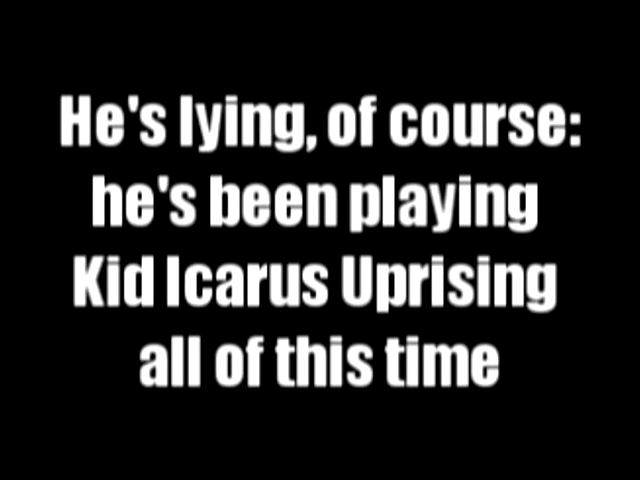 He's lying, of course:
he's been playing
Kid Icarus Uprising
all of this time